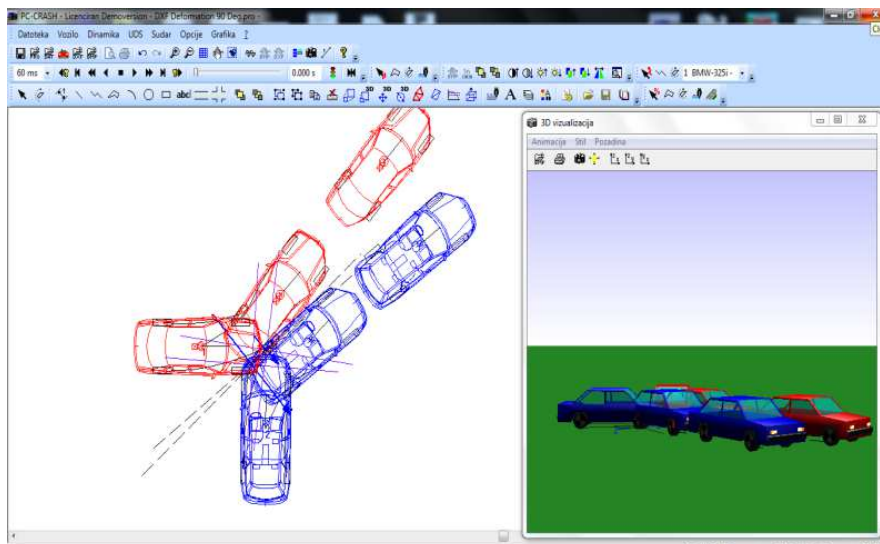 PC-CRASH - Licenciran Demoversion - DXF Deformation 90 Deg.pro -
Datoteka Vozilo Dinamika UDS Sudar Opcije Grafika ?
60 ms 0.000 s 1 BMW-325i -
abc A
3D vizualizacija
Animacija Stil Pozadina